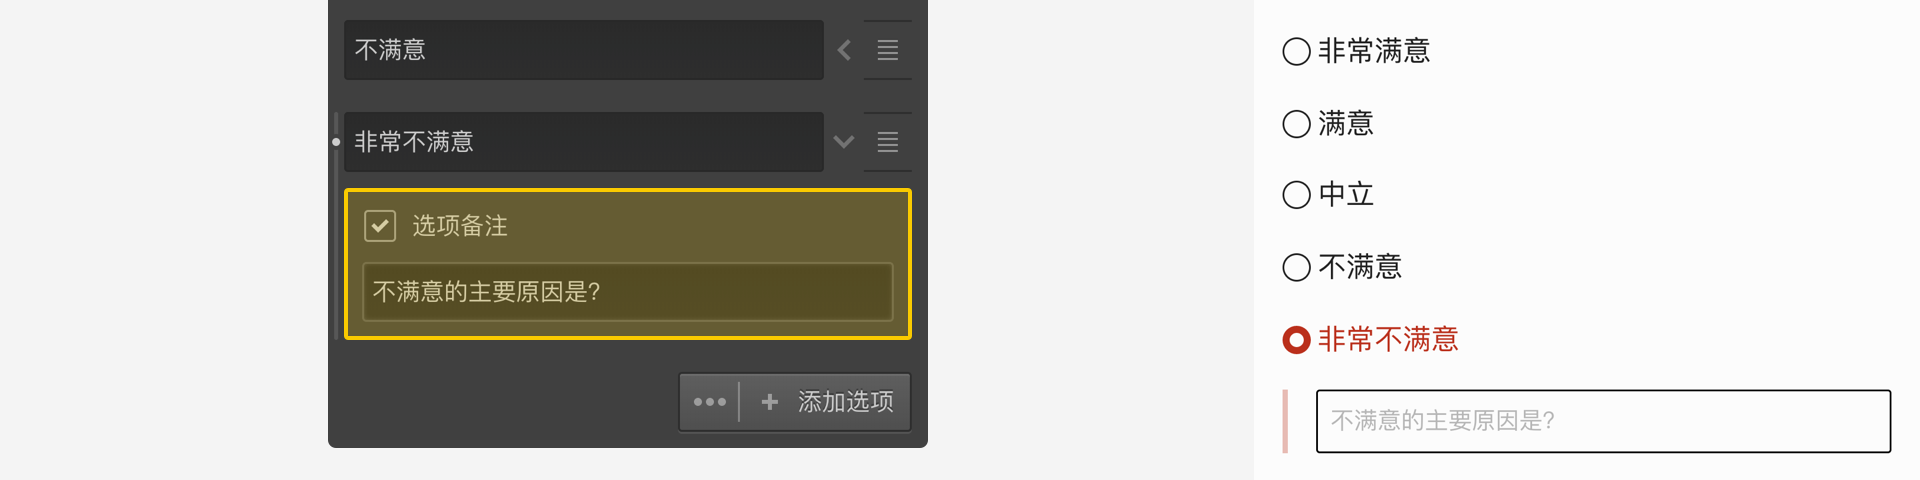 不满意
非常不满意
选项备注
不满意的主要原因是?
添加选项
非常满意
满意
中立
不满意
非常不满意
不满意的主要原因是?